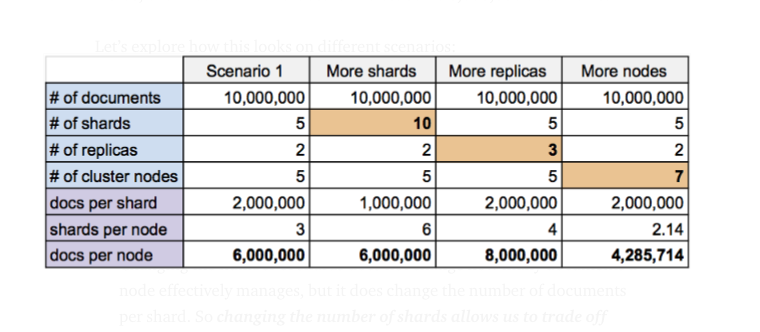 Let's explore how this looks on different scenarios:
Scenario 1 More shards More replicas More nodes
# of documents 10,000,000 10,000,000 10,000,000 10,000,000
# of shards 5 10 5 5
# of replicas 2 2 3 2
# of cluster nodes 5 5 5 7
docs per shard 2,000,000 1,000,000 2,000,000 2,000,000
shards per node 3 6 4 2.14
docs per node 6,000,000 6,000,000 8,000,000 4,285,714
node effectively manages, but it does change the number of documents
per shard. So changing the number of shards allows us to trade off